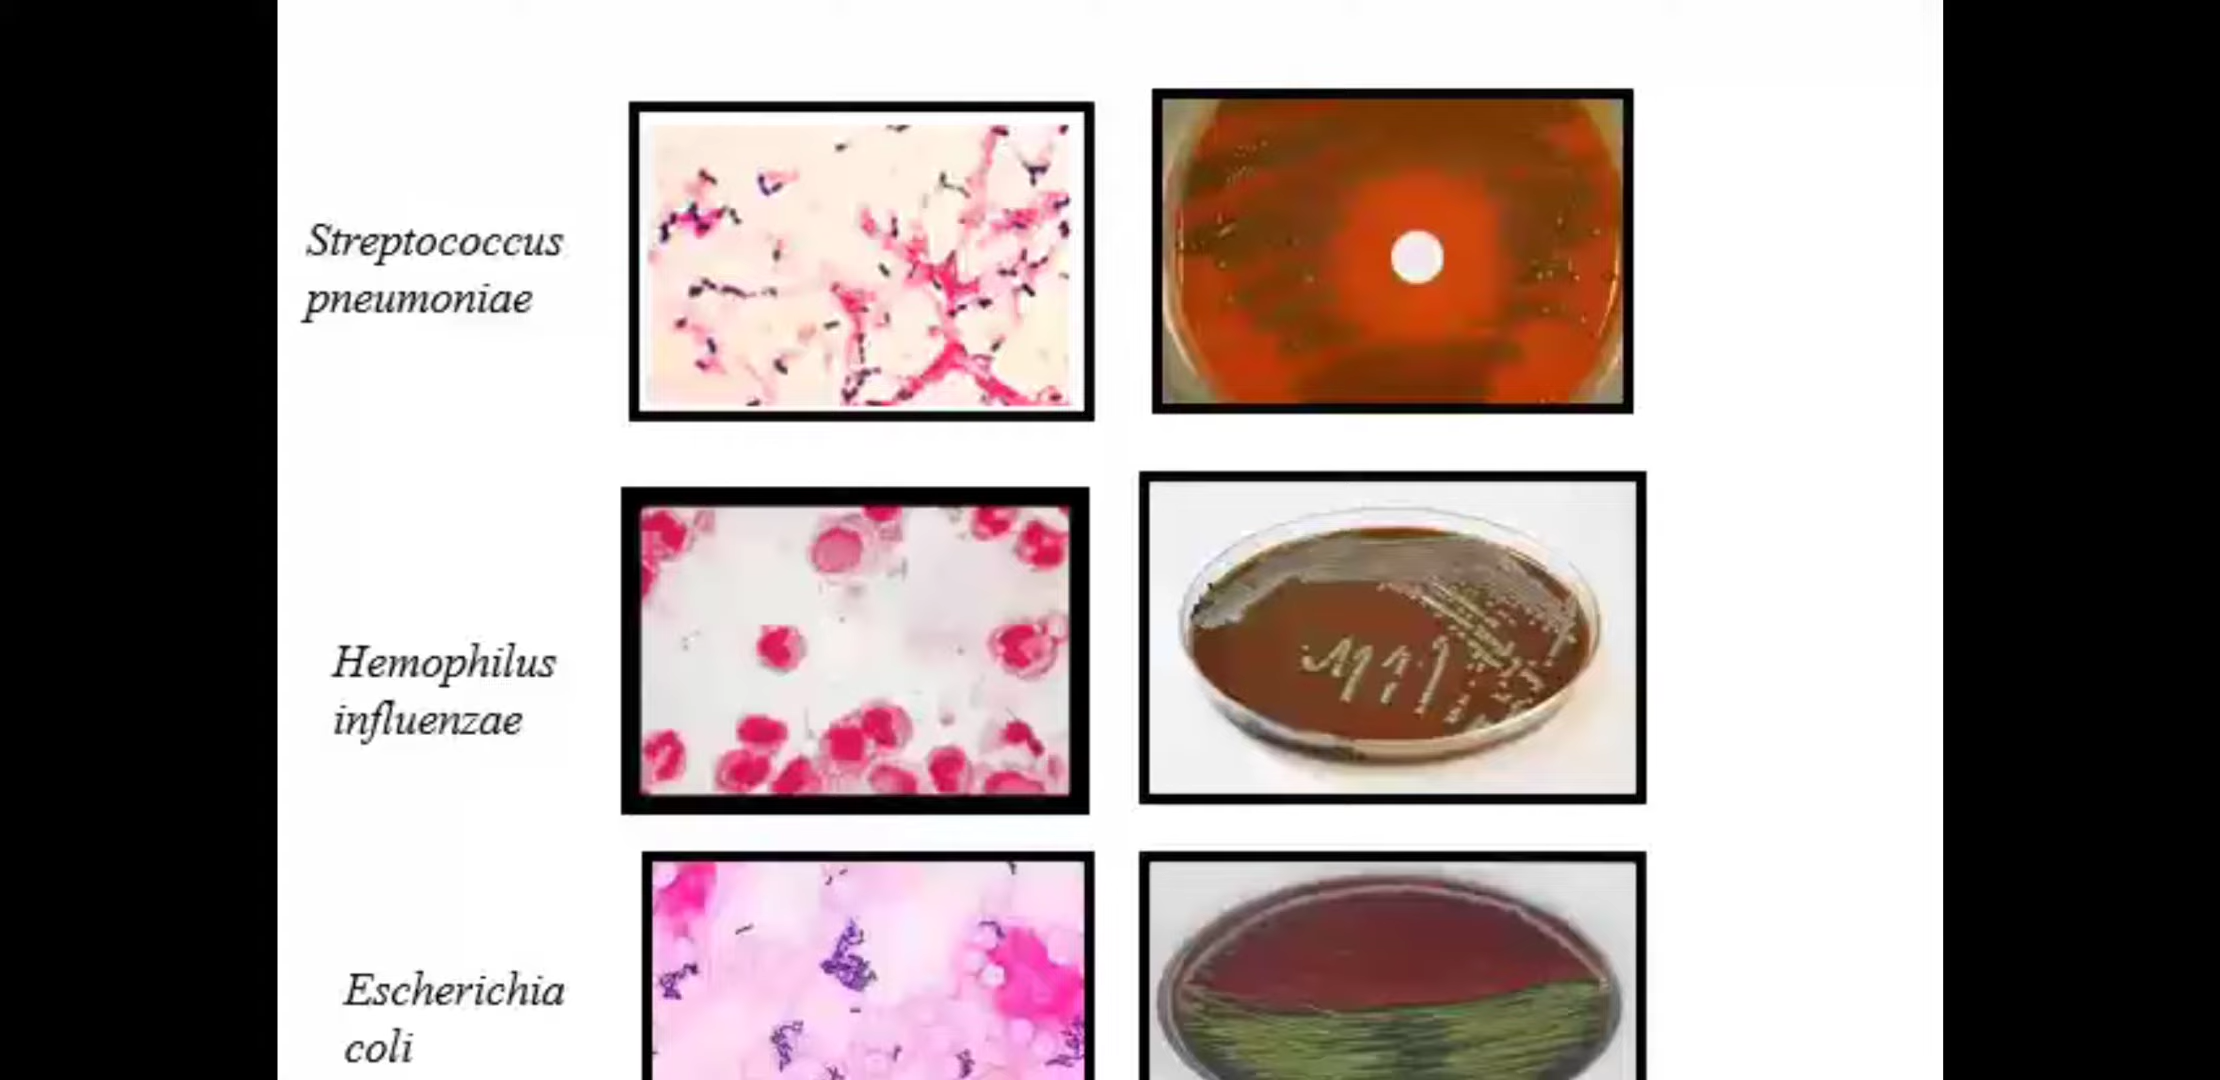 Streptococcus
pneumoniae
Hemophilus
influenzae
Escherichia
coli